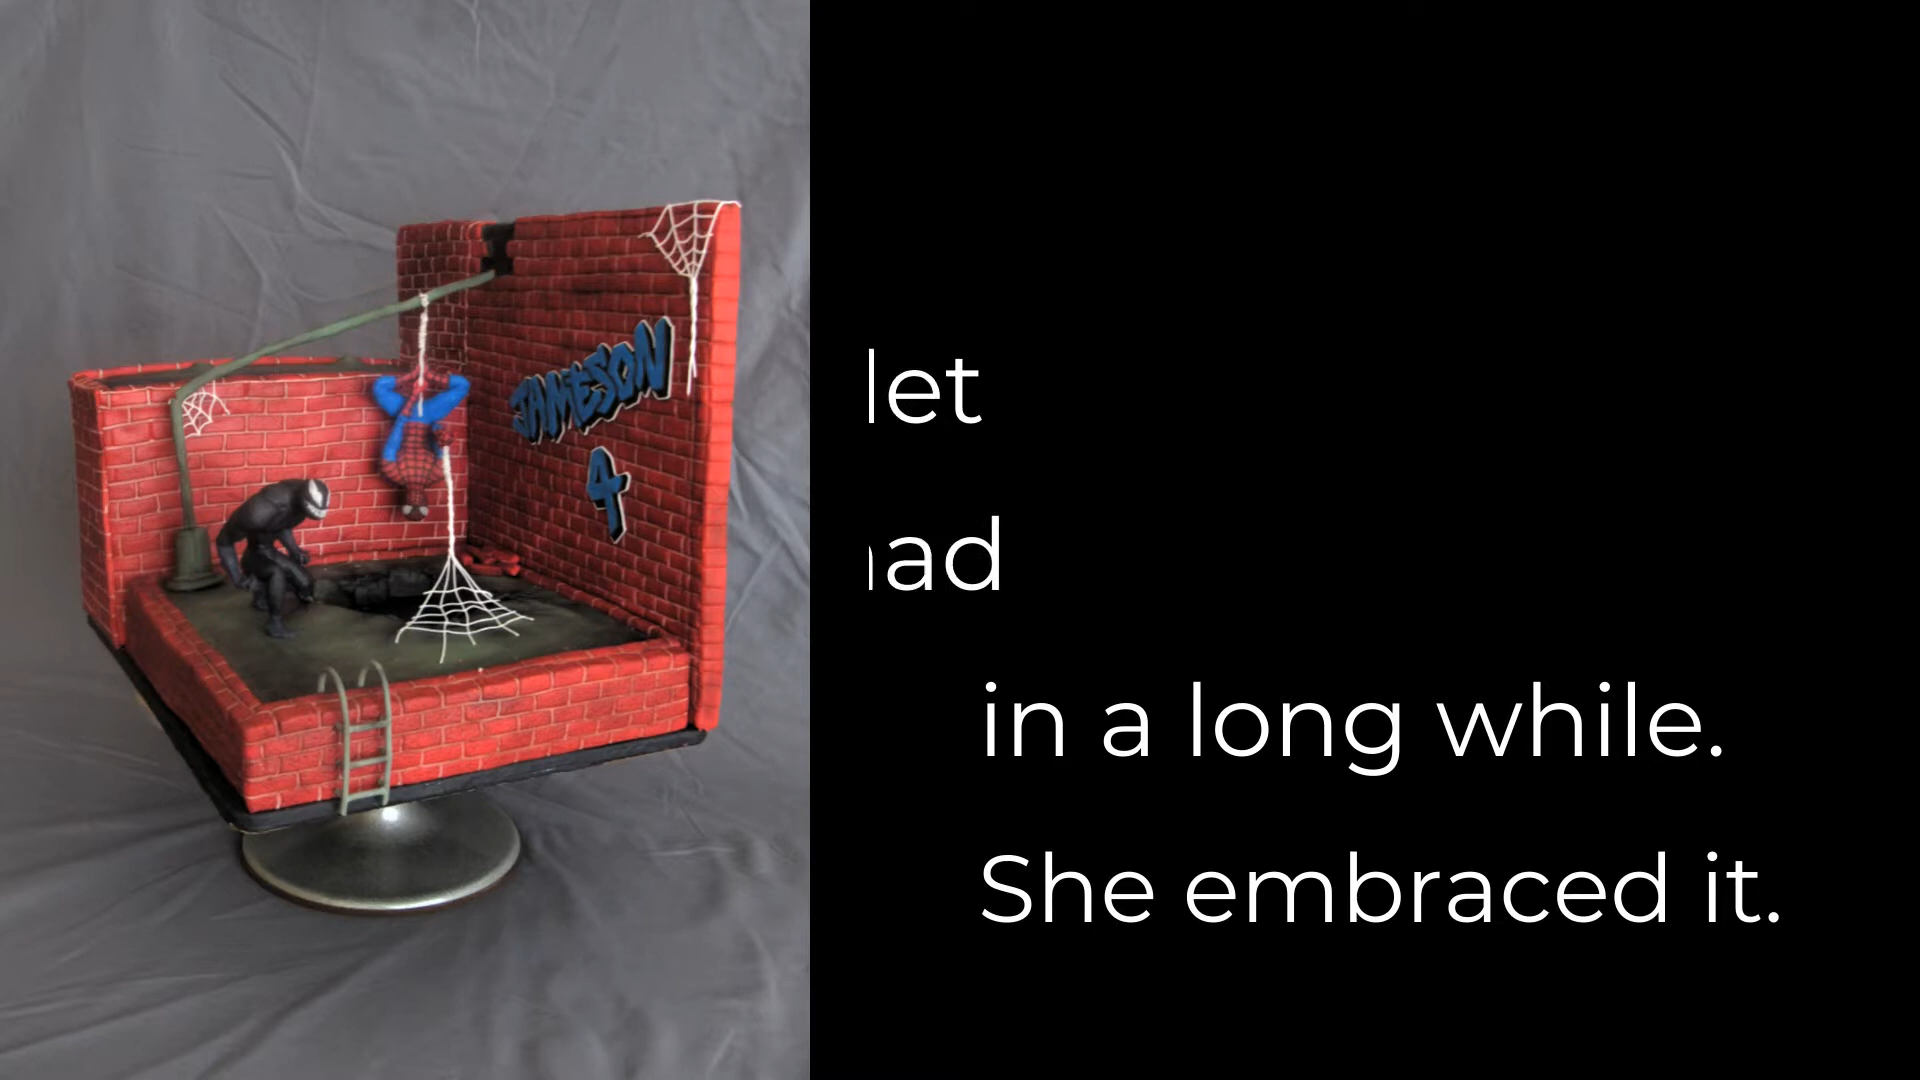 JAMESON
4
let
ad
in a long while.
She embraced it.